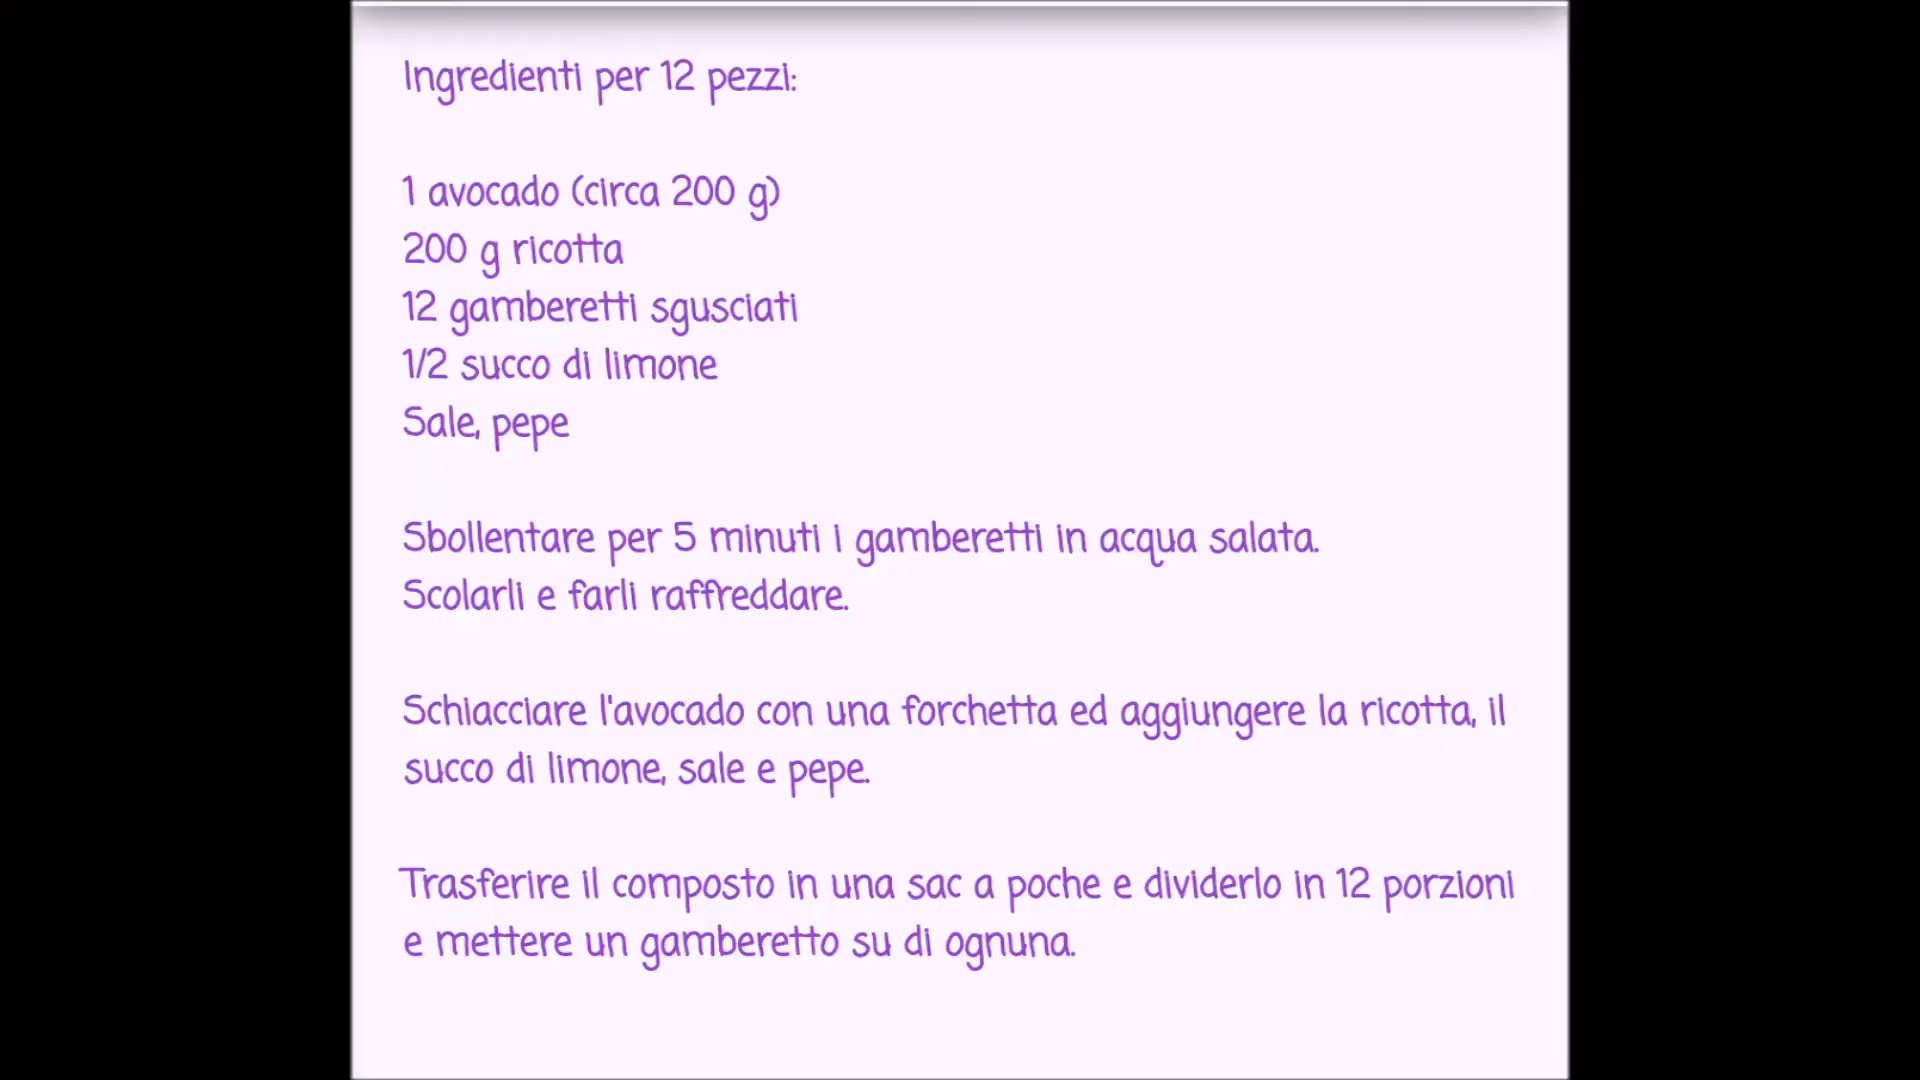 Ingredienti per 12 pezzi:
1 avocado (circa 200 g)
200 g ricotta
12 gamberetti sgusciati
1/2 succo di limone
Sale, pepe
Sbollentare per 5 minuti i gamberetti in acqua salata.
Scolarli e farli raffreddare.
Schiacciare l'avocado con una forchetta ed aggiungere la ricotta, il
succo di limone, sale e pepe.
Trasferire il composto in una sac a poche e dividerlo in 12 porzioni
e mettere un gamberetto su di ognuna.